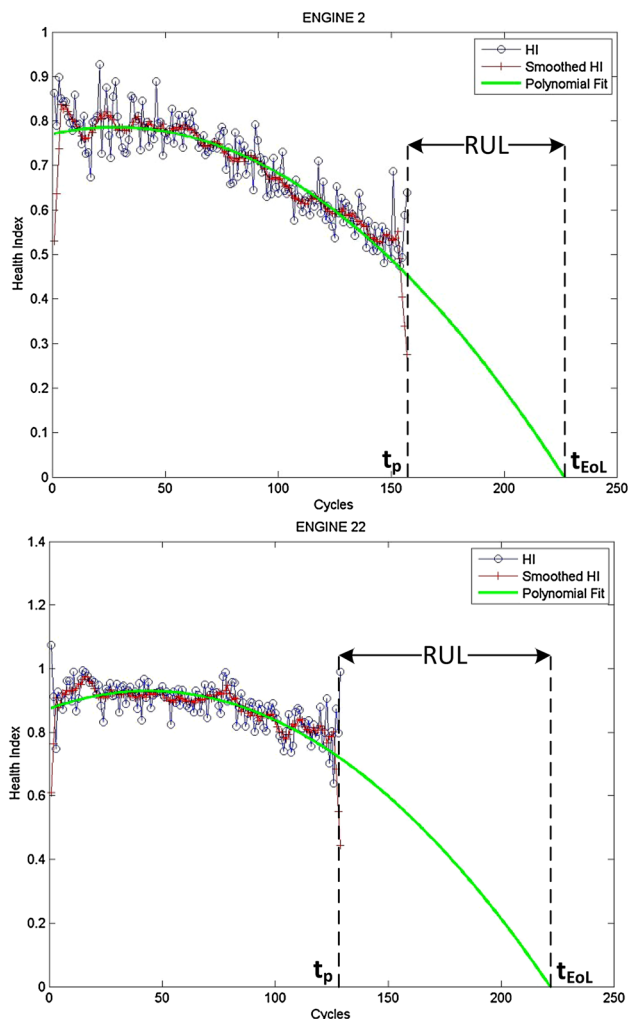 ENGINE 2
HI
Smoothed HI
Polynomial Fit
1
0.9
0.8
0.7
0.6
0.5
0.4
0.3
0.2
0.1
0
Health Index
RUL
tp
tEoL
0
50
100
150
200
250
Cycles
ENGINE 22
HI
Smoothed HI
Polynomial Fit
1.4
1.2
1
0.8
0.6
0.4
0.2
0
Health Index
RUL
tp
tEoL
0
50
100
150
200
250
Cycles